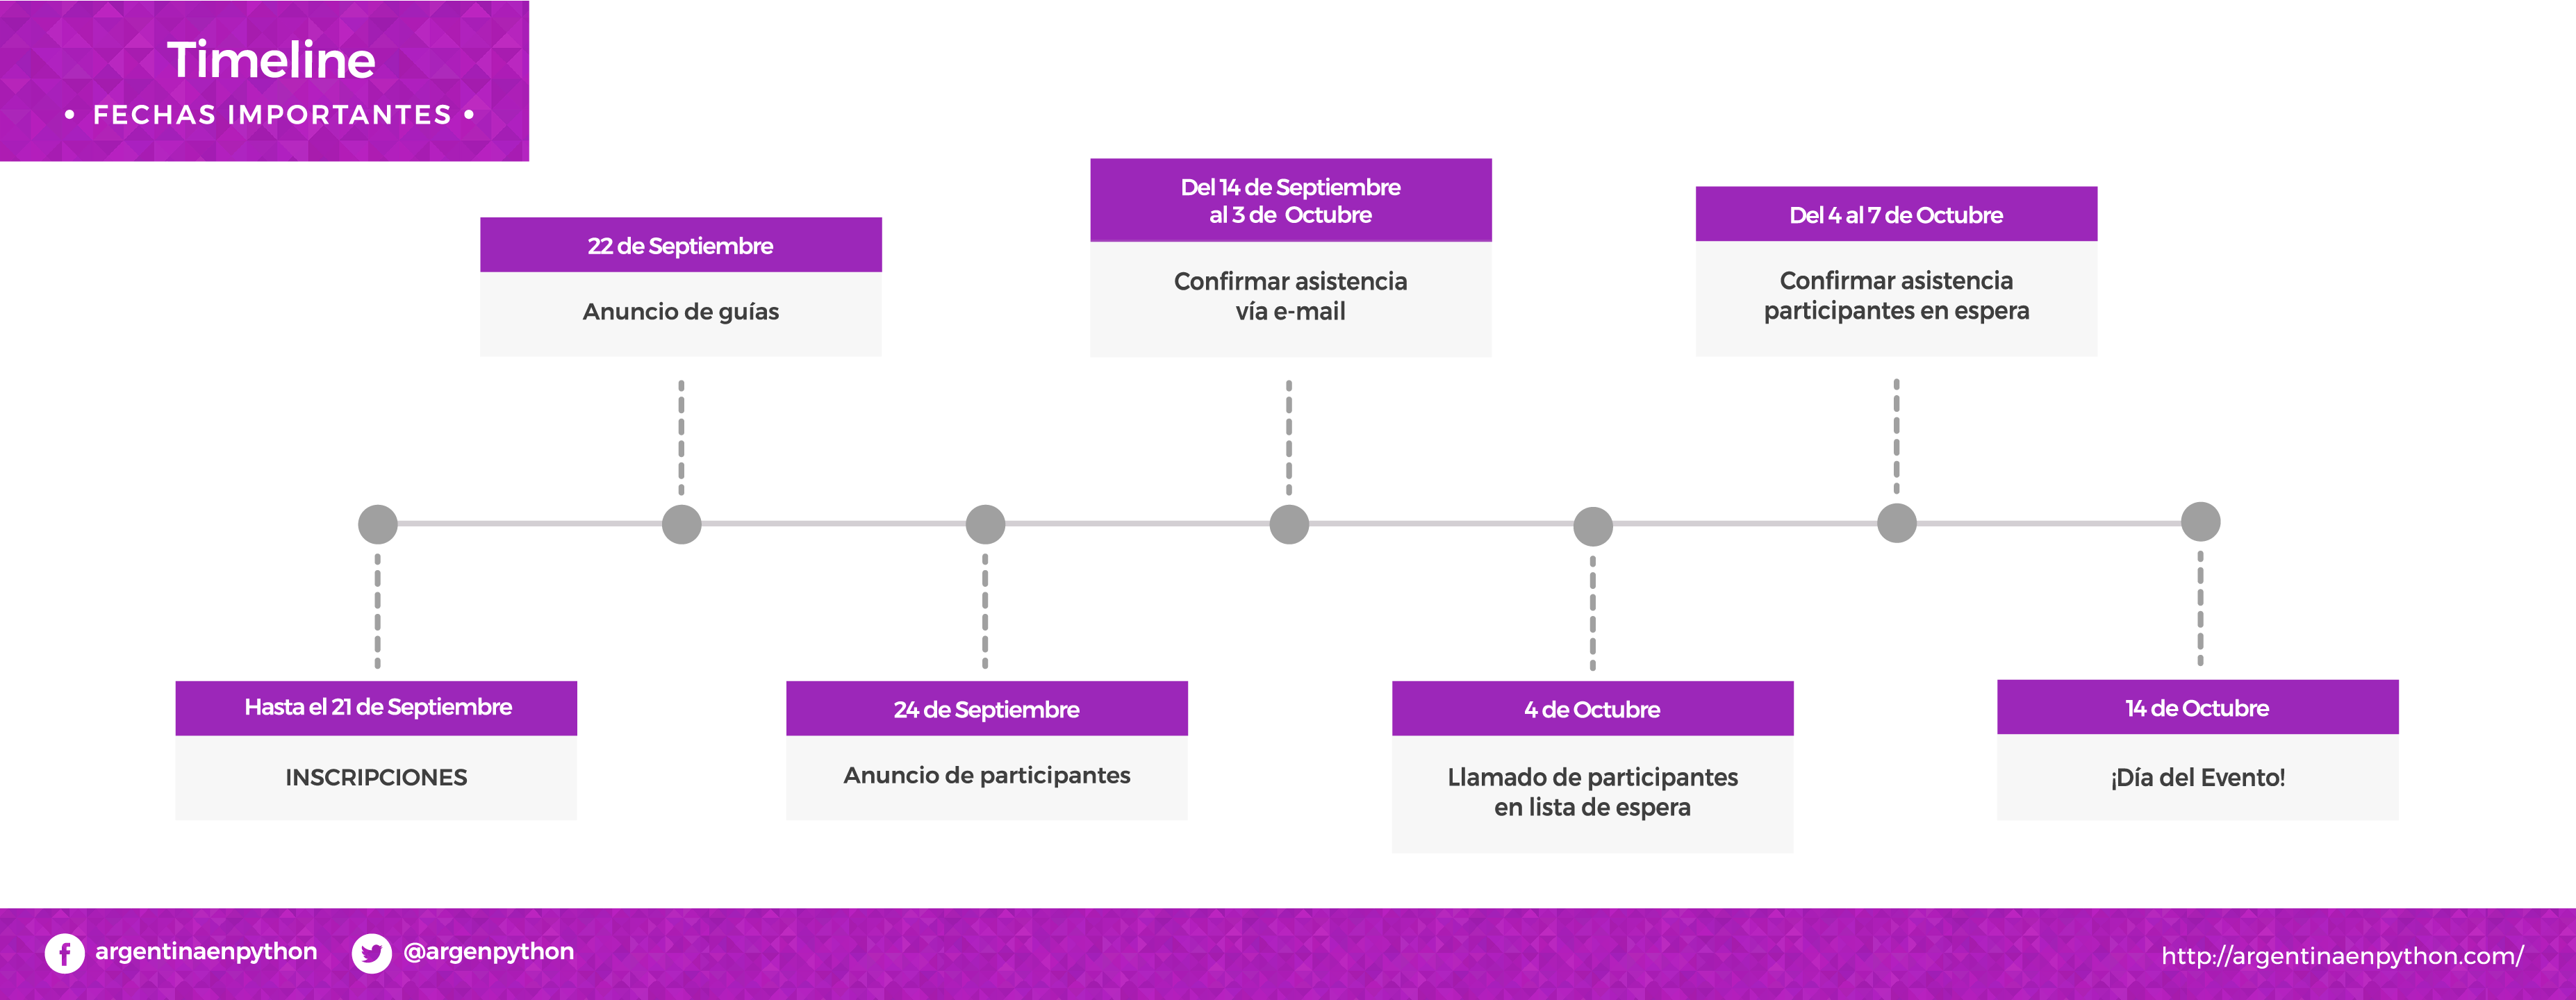 Timeline
• FECHAS IMPORTANTES •
Hasta el 21 de Septiembre
INSCRIPCIONES
22 de Septiembre
Anuncio de guías
24 de Septiembre
Anuncio de participantes
Del 14 de Septiembre
al 3 de Octubre
Confirmar asistencia
vía e-mail
4 de Octubre
Llamado de participantes
en lista de espera
Del 4 al 7 de Octubre
Confirmar asistencia
participantes en espera
14 de Octubre
¡Día del Evento!
argentinaenpython
@argenpython
http://argentinaenpython.com/